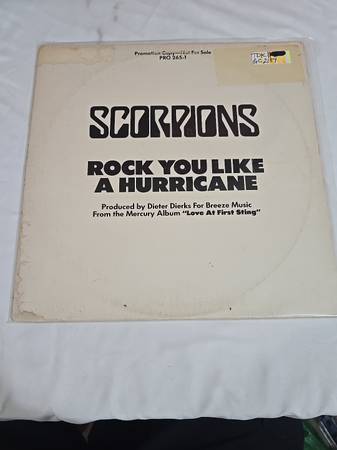 Promotion Copy Not For Sale
PRO 265-1
SCORPIONS
ROCK YOU LIKE
A HURRICANE
Produced by Dieter Dierks For Breeze Music
From the Mercury Album "Love At First Sting"